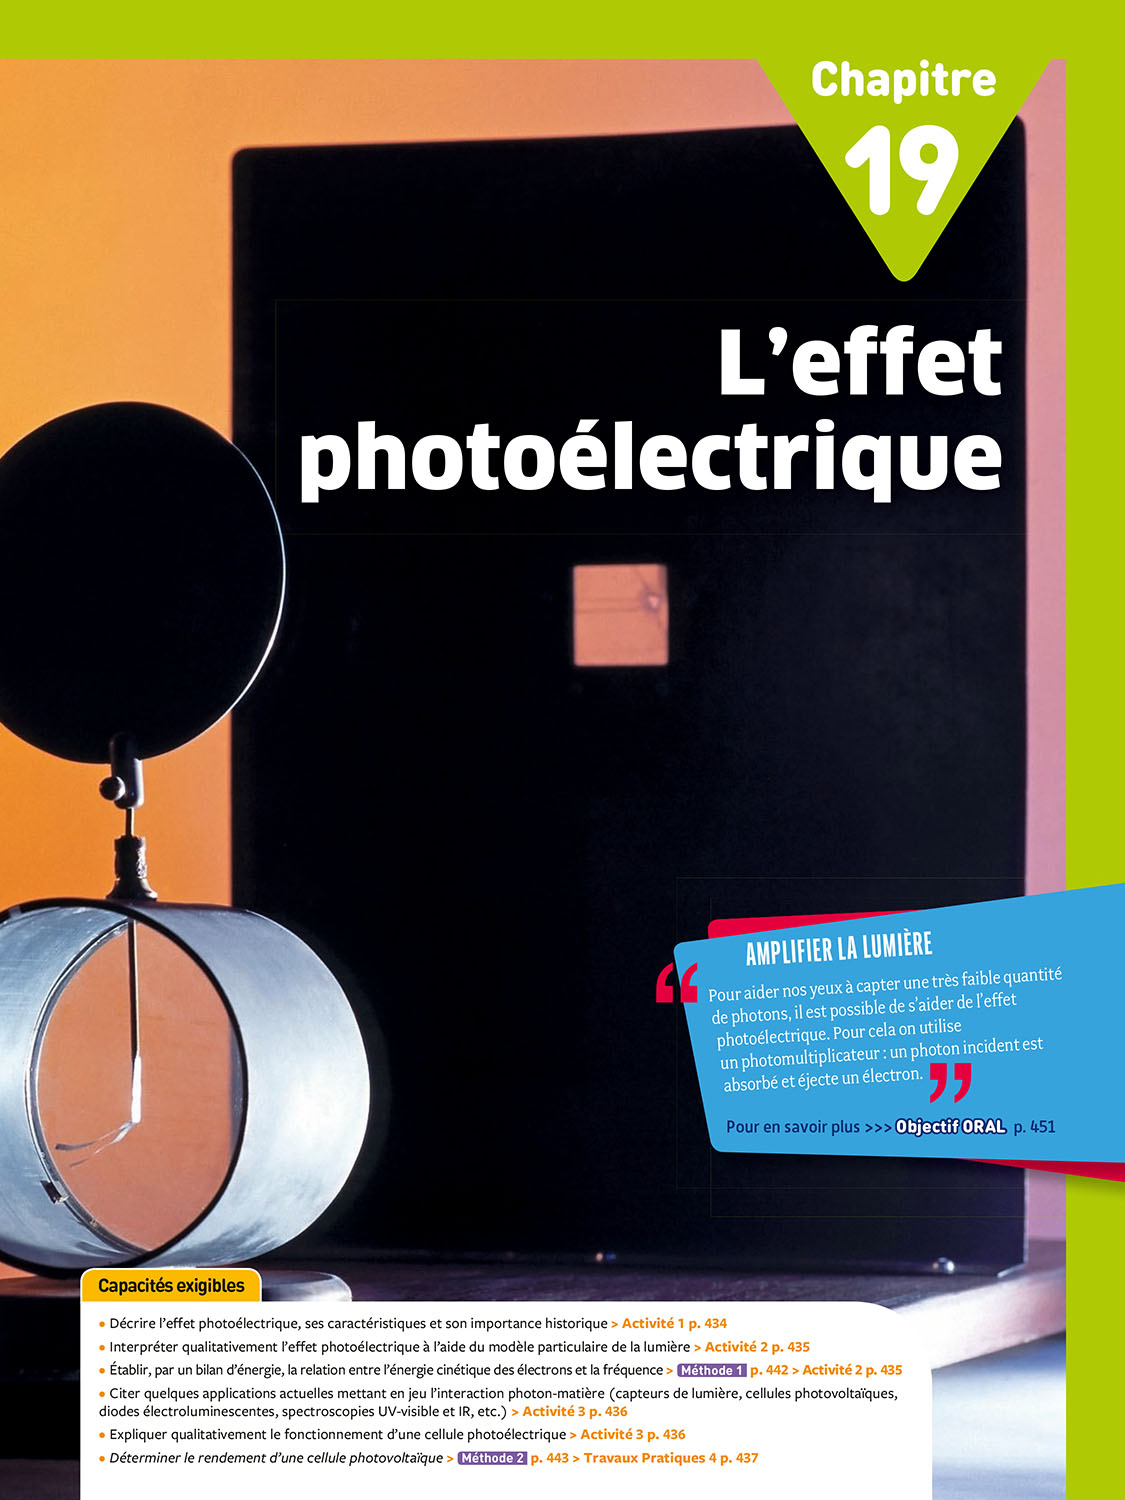 Chapitre
19
L’effet
photoélectrique
AMPLIFIER LA LUMIÈRE
“ Pour aider nos yeux à capter une très faible quantité
de photons, il est possible de s’aider de l’effet
photoélectrique. Pour cela on utilise
un photomultiplicateur : un photon incident est
absorbé et éjecte un électron. ”
Pour en savoir plus >>> Objectif ORAL p. 451
Capacités exigibles
• Décrire l’effet photoélectrique, ses caractéristiques et son importance historique > Activité 1 p. 434
• Interpréter qualitativement l’effet photoélectrique à l’aide du modèle particulaire de la lumière > Activité 2 p. 435
• Établir, par un bilan d’énergie, la relation entre l’énergie cinétique des électrons et la fréquence > Méthode 1 p. 442 > Activité 2 p. 435
• Citer quelques applications actuelles mettant en jeu l’interaction photon-matière (capteurs de lumière, cellules photovoltaïques,
diodes électroluminescentes, spectroscopies UV-visible et IR, etc.) > Activité 3 p. 436
• Expliquer qualitativement le fonctionnement d’une cellule photoélectrique > Activité 3 p. 436
• Déterminer le rendement d’une cellule photovoltaïque > Méthode 2 p. 443 > Travaux Pratiques 4 p. 437